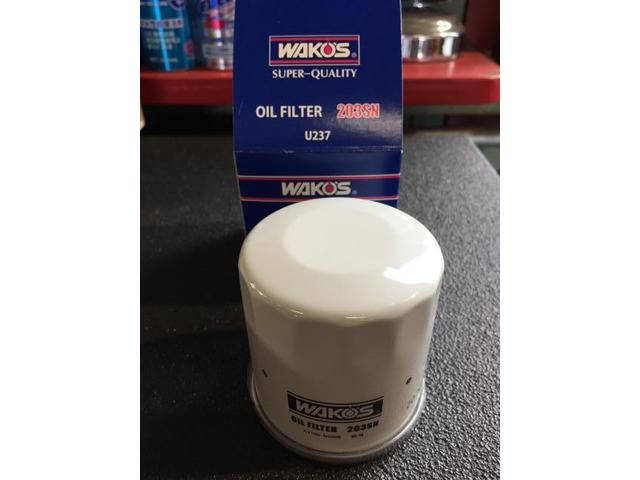 WAKO'S®
SUPER-QUALITY
OIL FILTER 203SN
U237
WAKO'S®
WAKO'S
OIL FILTER 203SN